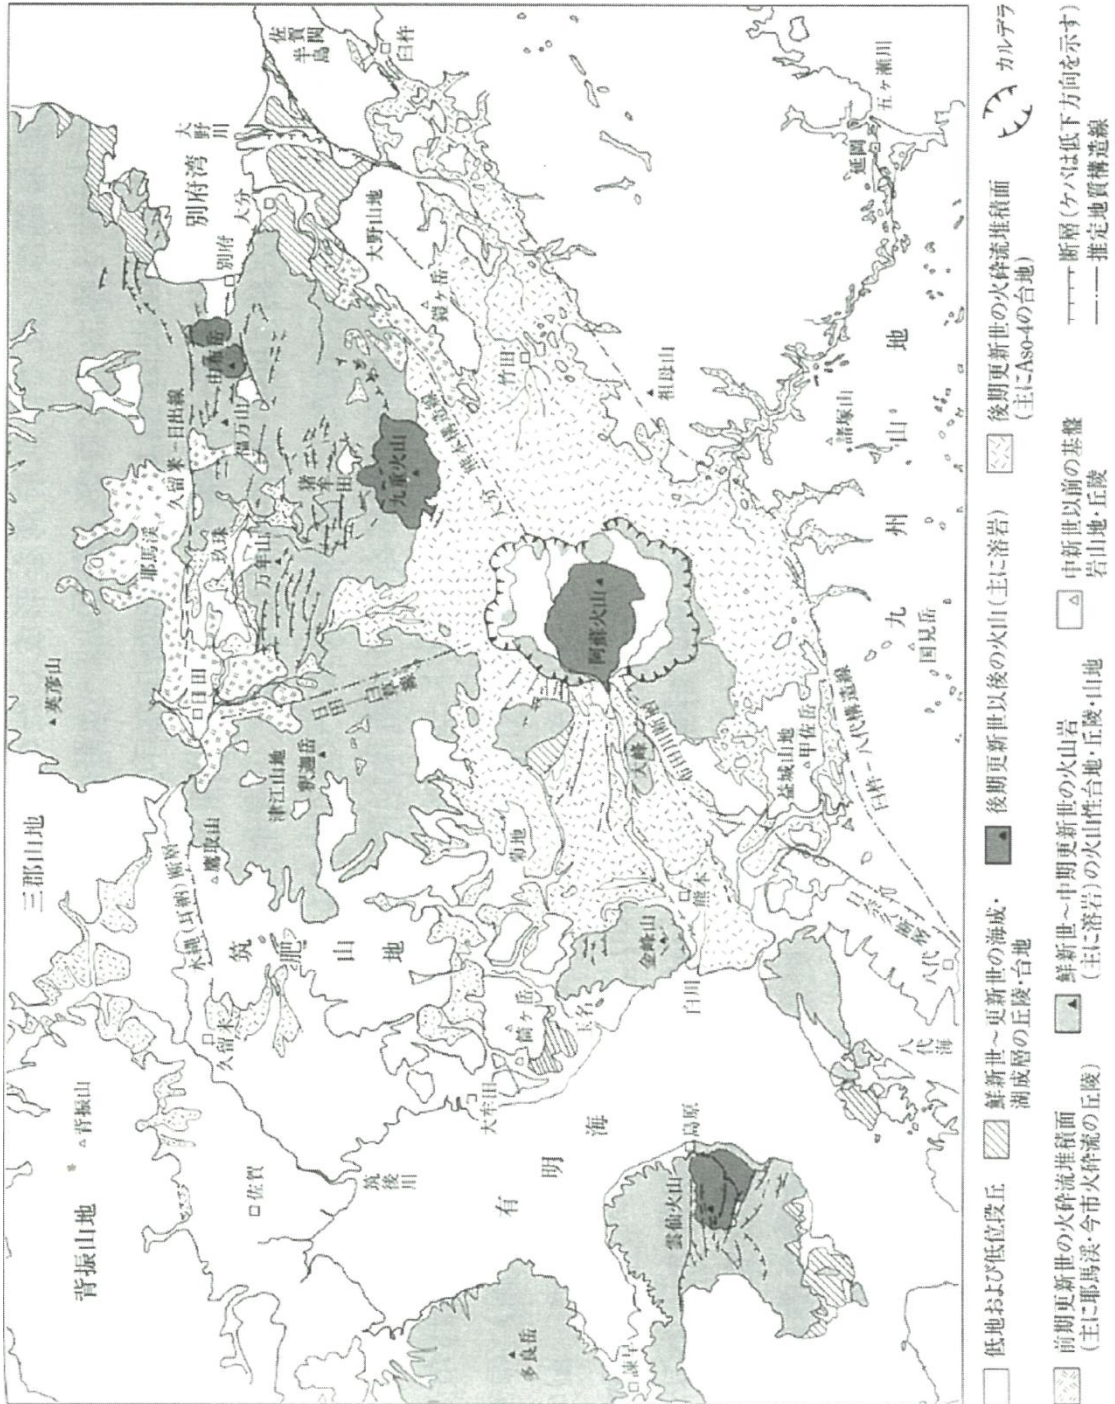 三郡山地
背振山地
背振山
英彦山
耶馬渓
久留米－日出線
日田
玖珠
万年山
猪牟田
福万山
由布岳
別府
別府湾
大分
大野川
佐賀関半島
臼杵
大野山地
鎧ヶ岳
竹田
祖母山
九重火山
津江山地
釈迦岳
鷹取山
水縄(耳納)断層
筑肥山地
久留米
佐賀
筑後川
有明海
大牟田
筒ヶ岳
玉名
菊地
金峰山
白川
熊本
大峰
布田川断層
阿蘇火山
益城山地
甲佐岳
臼杵－八代構造線
国見岳
九州山地
諸塚山
延岡
五ヶ瀬川
八代
八代海
島原
雲仙火山
諫早
多良岳
低地および低位段丘
鮮新世～更新世の海成・
湖成層の丘陵・台地
後期更新世以後の火山(主に溶岩)
後期更新世の火砕流堆積面
(主にAso-4の台地)
カルデラ
前期更新世の火砕流堆積面
(主に耶馬渓・今市火砕流の丘陵)
鮮新世～中期更新世の火山岩
(主に溶岩)の火山性台地・丘陵・山地
中新世以前の基盤
岩山地・丘陵
断層(ケバは低下方向を示す)
推定地質構造線